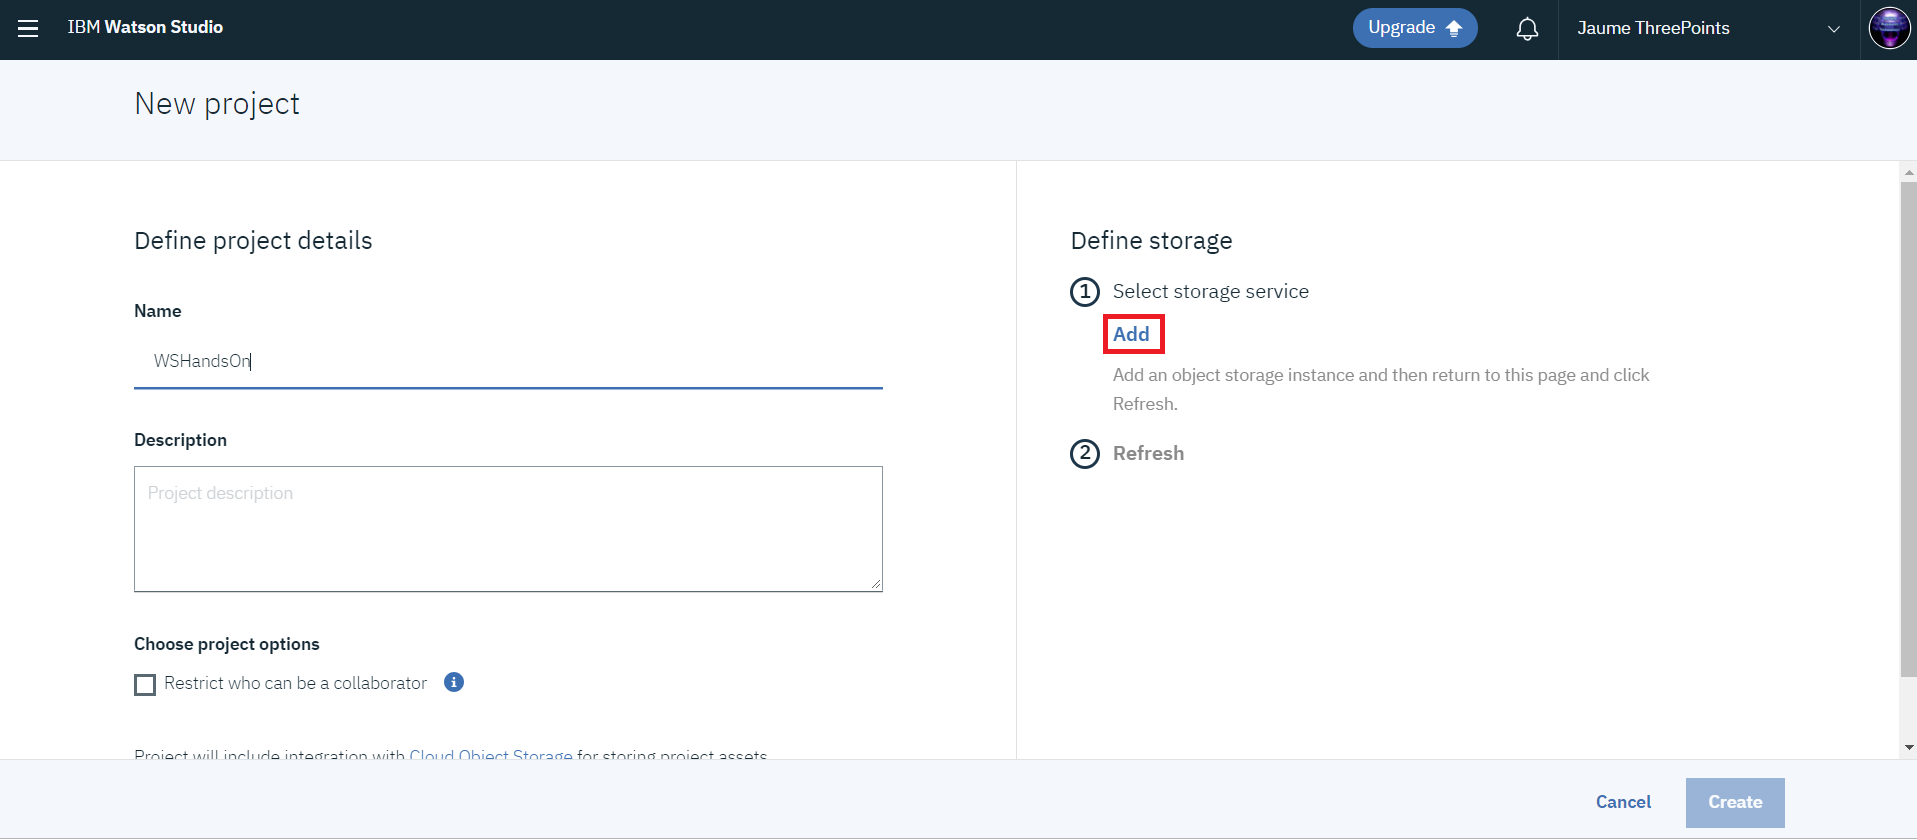 IBM Watson Studio
Upgrade
Jaume ThreePoints
New project
Define project details
Name
WSHandsOn
Description
Project description
Choose project options
Restrict who can be a collaborator
i
Project will include integration with Cloud Object Storage for storing project assets
Define storage
1 Select storage service
Add
Add an object storage instance and then return to this page and click
Refresh.
2 Refresh
Cancel
Create